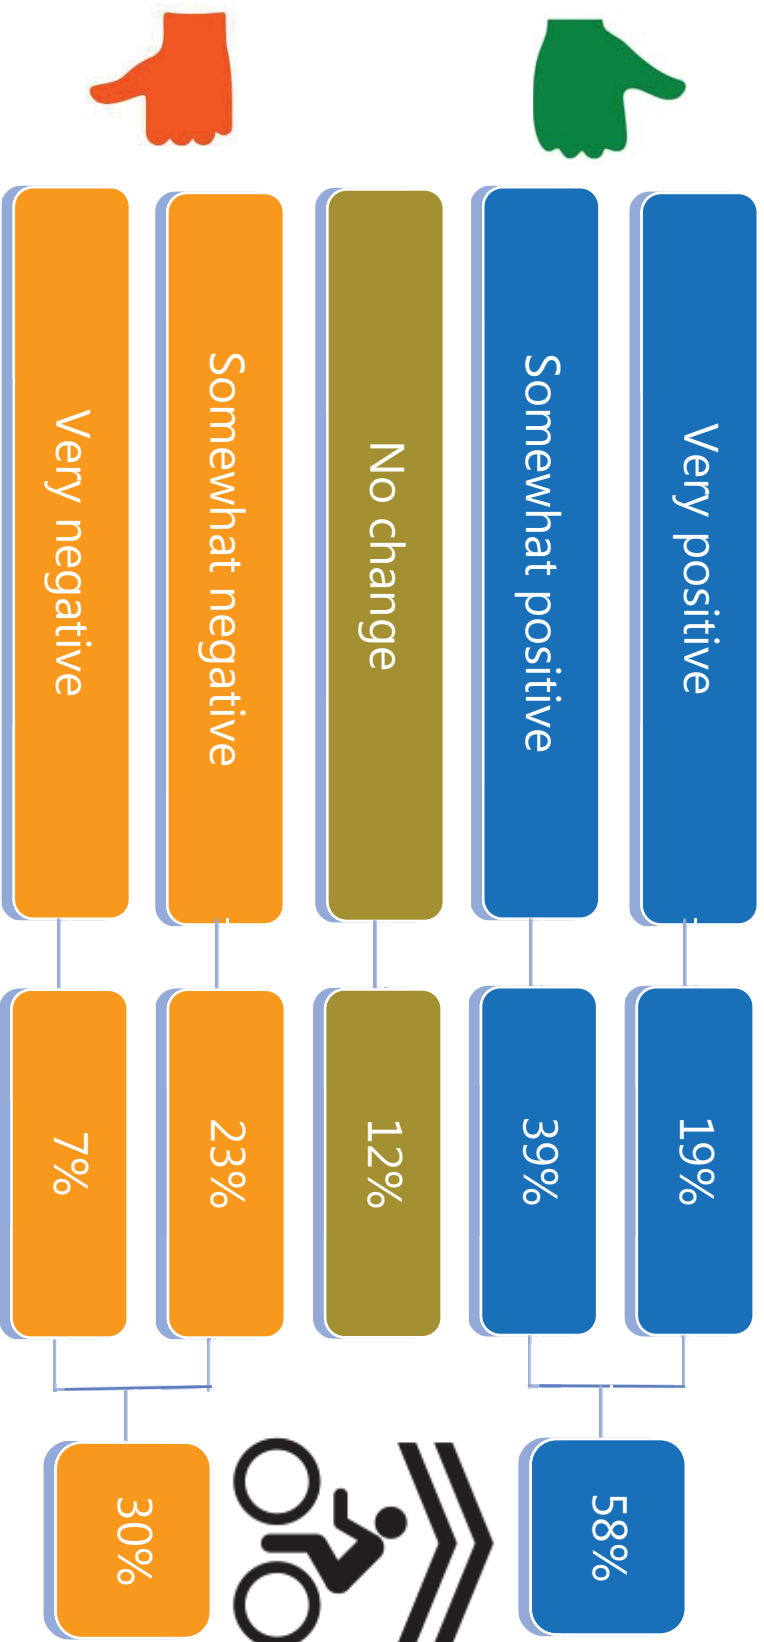 Very positive
19%
Somewhat positive
39%
58%
No change
12%
Somewhat negative
23%
Very negative
7%
30%